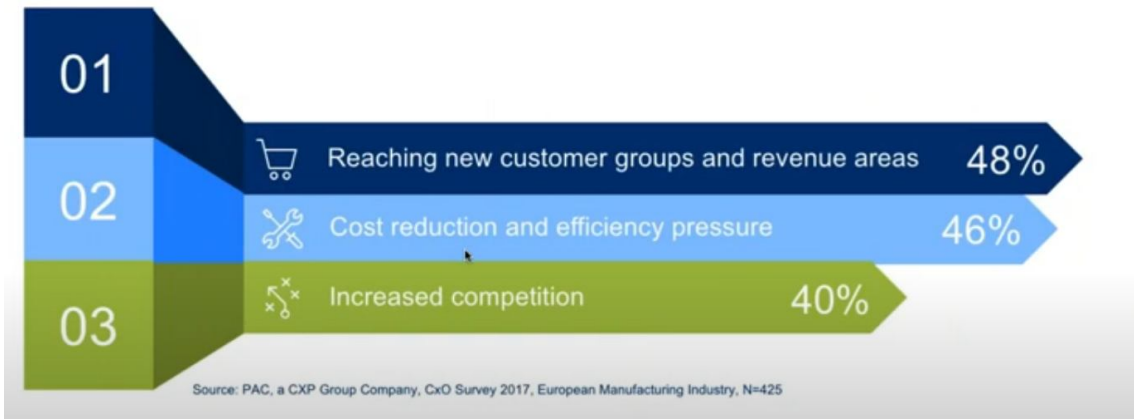 01
Reaching new customer groups and revenue areas 48%
02
Cost reduction and efficiency pressure 46%
03
Increased competition 40%
Source: PAC, a CXP Group Company, CxO Survey 2017, European Manufacturing Industry, N=425